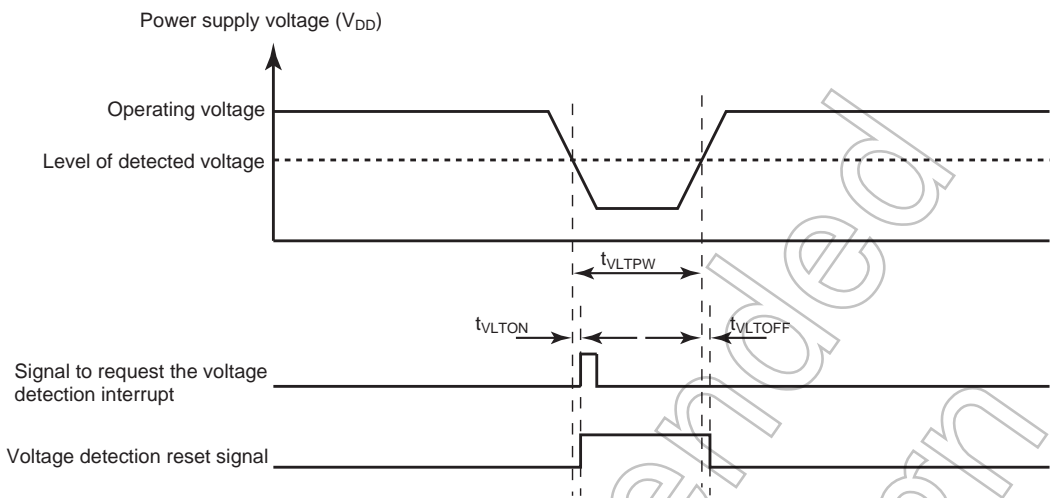 Power supply voltage (VDD)
Operating voltage
Level of detected voltage
tVLTPW
tVLTON
tVLTOFF
Signal to request the voltage
detection interrupt
Voltage detection reset signal
ended